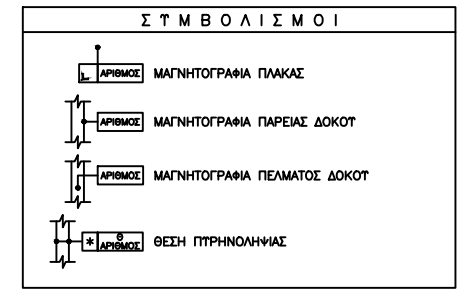 ΣΥΜΒΟΛΙΣΜΟΙ
L ΑΡΙΘΜΟΣ ΜΑΓΝΗΤΟΓΡΑΦΙΑ ΠΛΑΚΑΣ
ΑΡΙΘΜΟΣ ΜΑΓΝΗΤΟΓΡΑΦΙΑ ΠΑΡΕΙΑΣ ΔΟΚΟΥ
ΑΡΙΘΜΟΣ ΜΑΓΝΗΤΟΓΡΑΦΙΑ ΠΕΛΜΑΤΟΣ ΔΟΚΟΥ
* Θ ΑΡΙΘΜΟΣ ΘΕΣΗ ΠΥΡΗΝΟΛΗΨΙΑΣ